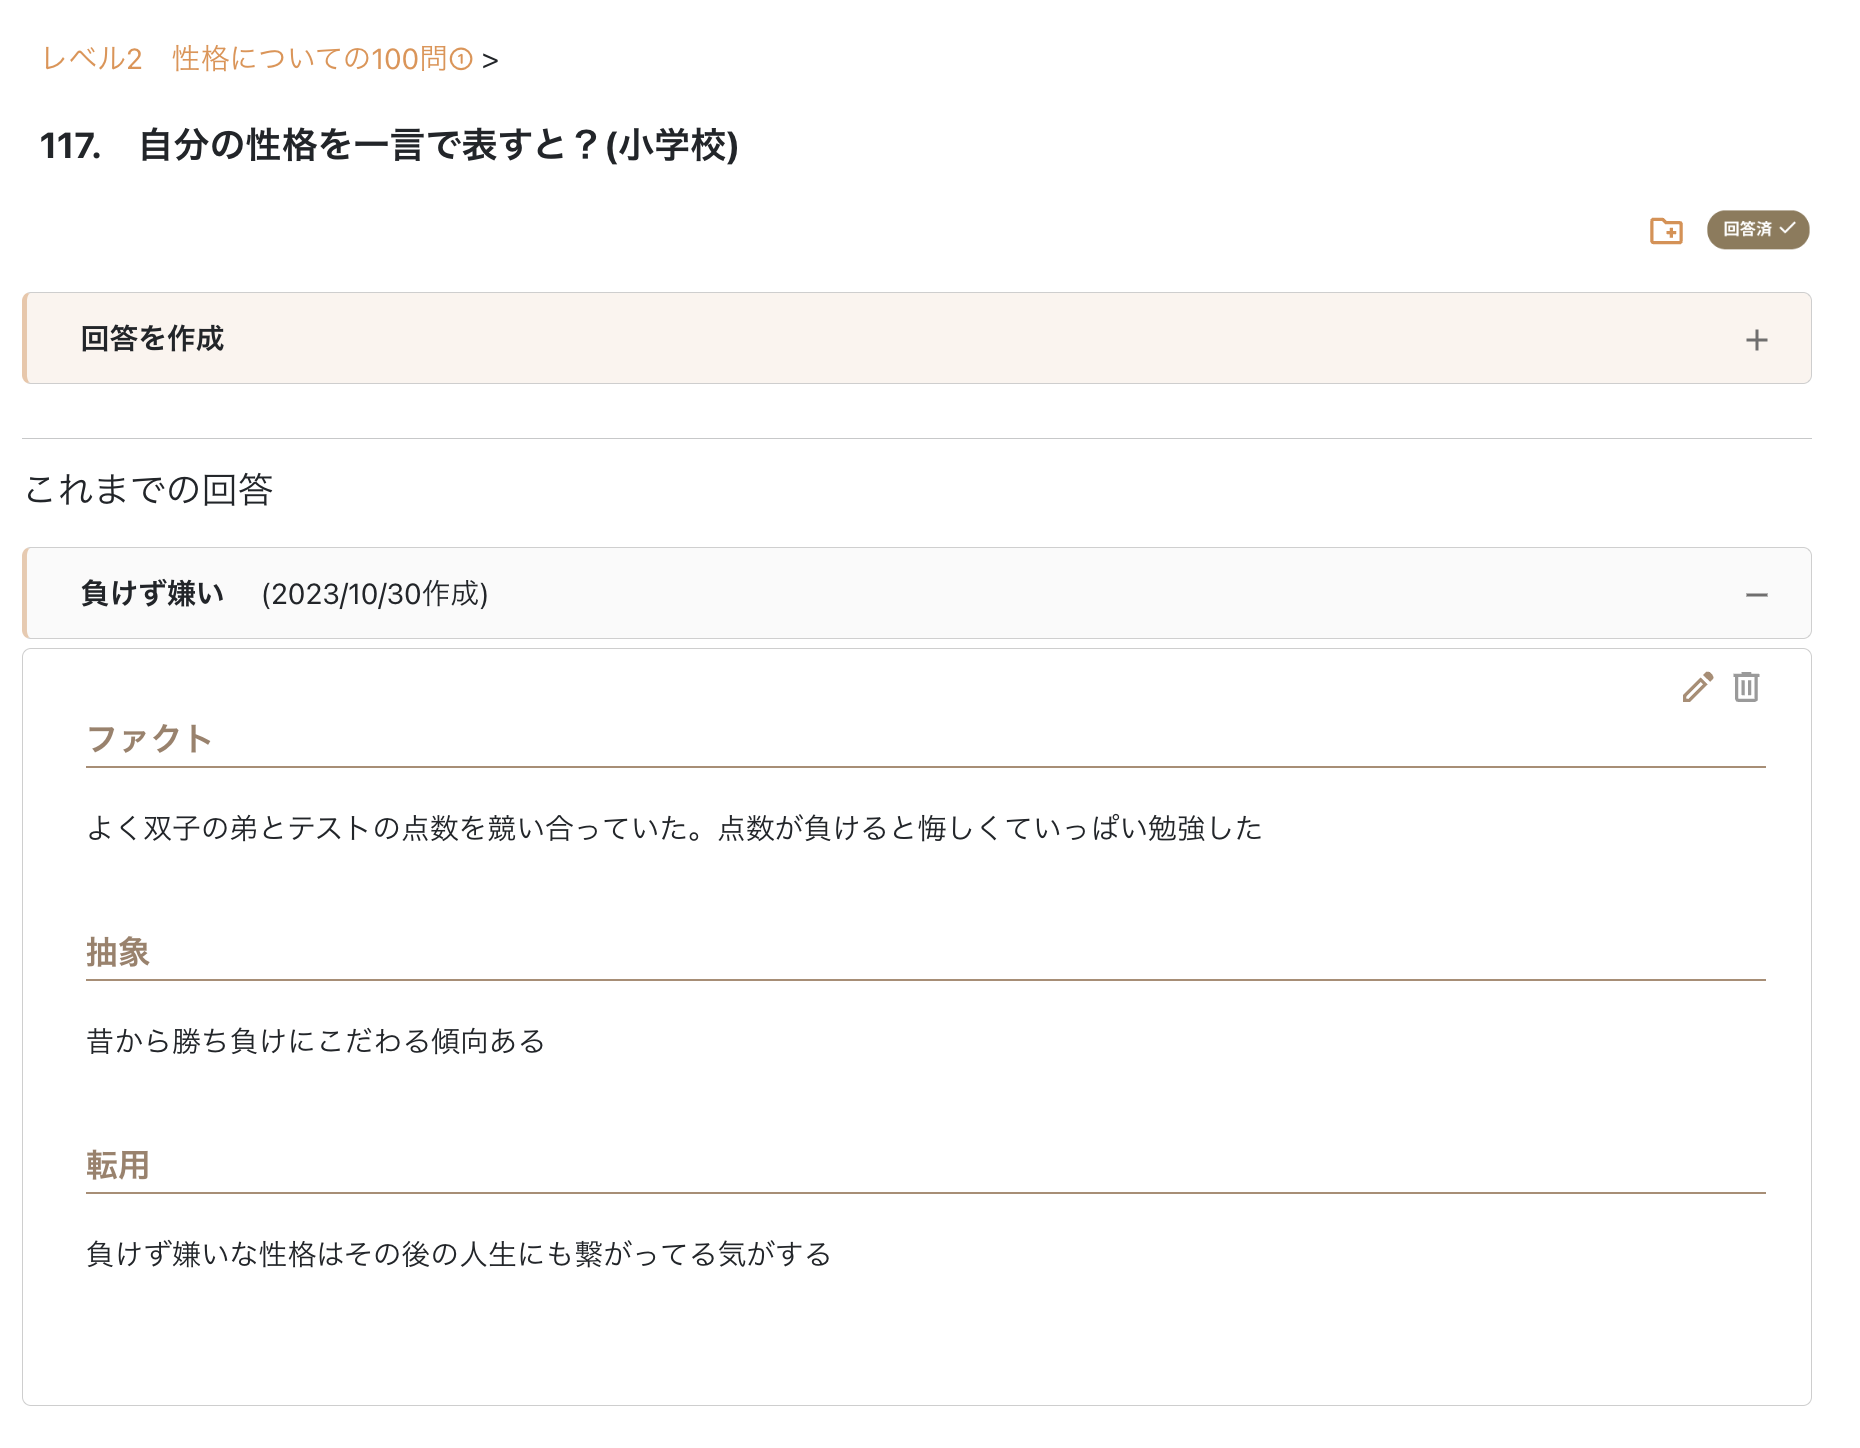 レベル2　性格についての100問① >
117.　自分の性格を一言で表すと？(小学校)
回答済
回答を作成
これまでの回答
負けず嫌い　(2023/10/30作成)
ファクト
よく双子の弟とテストの点数を競い合っていた。点数が負けると悔しくていっぱい勉強した
抽象
昔から勝ち負けにこだわる傾向ある
転用
負けず嫌いな性格はその後の人生にも繋がってる気がする